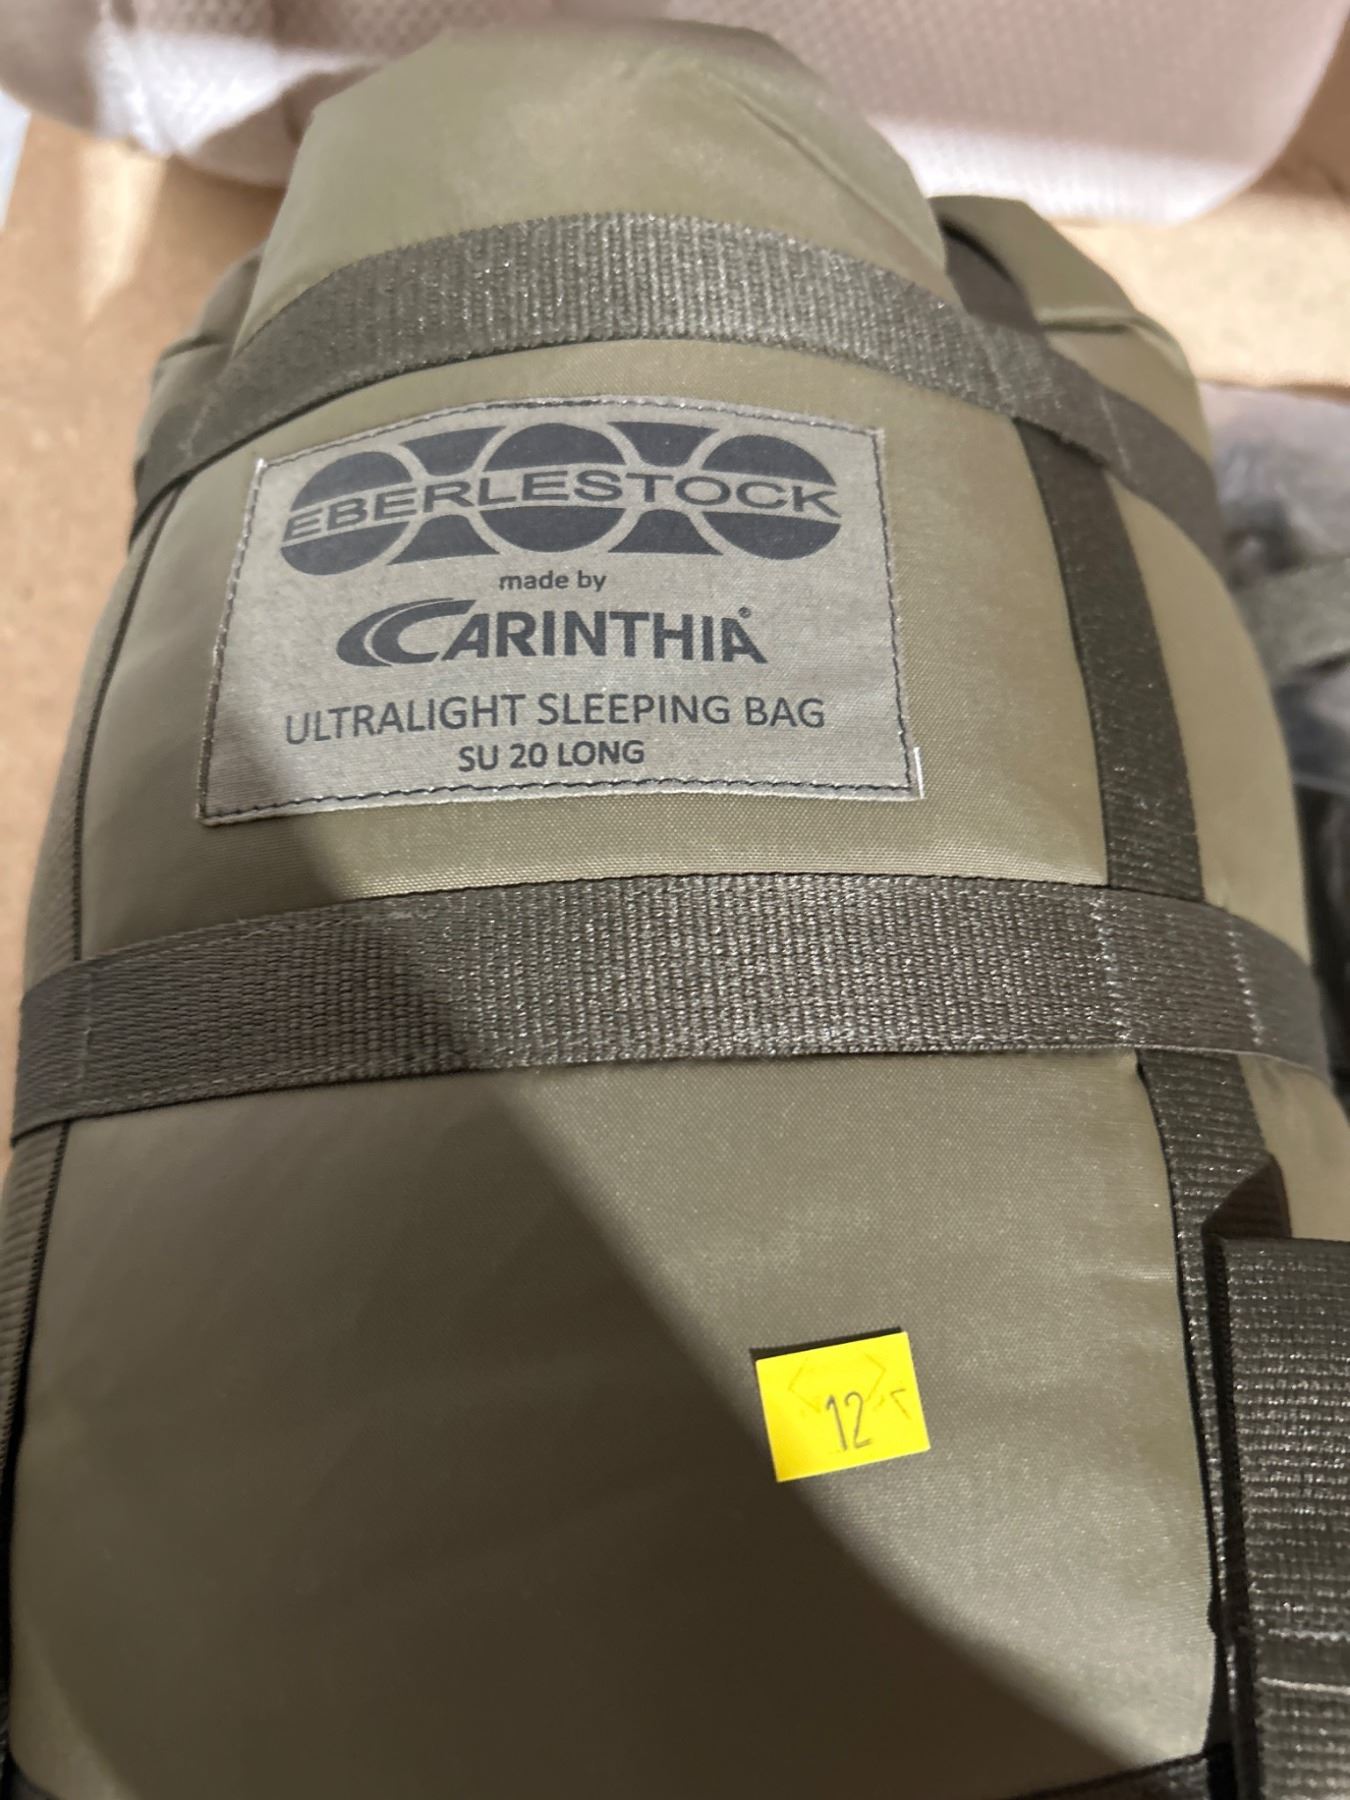 EBERLESTOCK
made by
CARINTHIA®
ULTRALIGHT SLEEPING BAG
SU 20 LONG
12